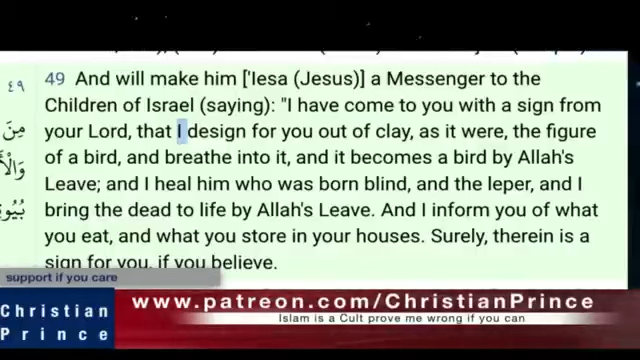 49 And will make him ['Iesa (Jesus)] a Messenger to the
٤٩
Children of Israel (saying): "I have come to you with a sign from
your Lord, that I design for you out of clay, as it were, the figure
مِنَ
of a bird, and breathe into it, and it becomes a bird by Allah's
Leave; and I heal him who was born blind, and the leper, and I
bring the dead to life by Allah's Leave. And I inform you of what
you eat, and what you store in your houses. Surely, therein is a
sign for you, if you believe.
support if you care
Christian
Prince
www.patreon.com/ChristianPrince
Islam is a Cult prove me wrong if you can